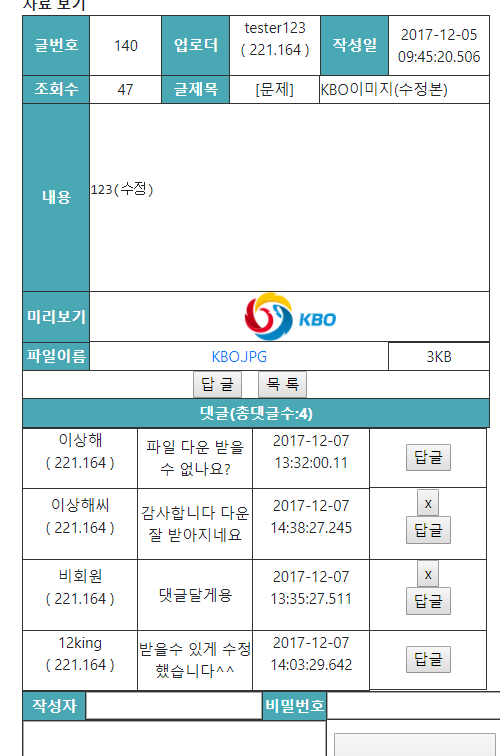 자료 보기
글번호 140 업로더 tester123 ( 221.164 ) 작성일 2017-12-05 09:45:20.506
조회수 47 글제목 [문제] KBO이미지(수정본)
내용 123(수정)
미리보기 KBO
파일이름 KBO.JPG 3KB
답 글 목 록
댓글(총댓글수:4)
이상해
( 221.164 )
파일 다운 받을
수 없나요?
2017-12-07
13:32:00.11
답글
이상해씨
( 221.164 )
감사합니다 다운
잘 받아지네요
2017-12-07
14:38:27.245
x
답글
비회원
( 221.164 )
댓글달게용
2017-12-07
13:35:27.511
x
답글
12king
( 221.164 )
받을수 있게 수정
했습니다^^
2017-12-07
14:03:29.642
답글
작성자 비밀번호